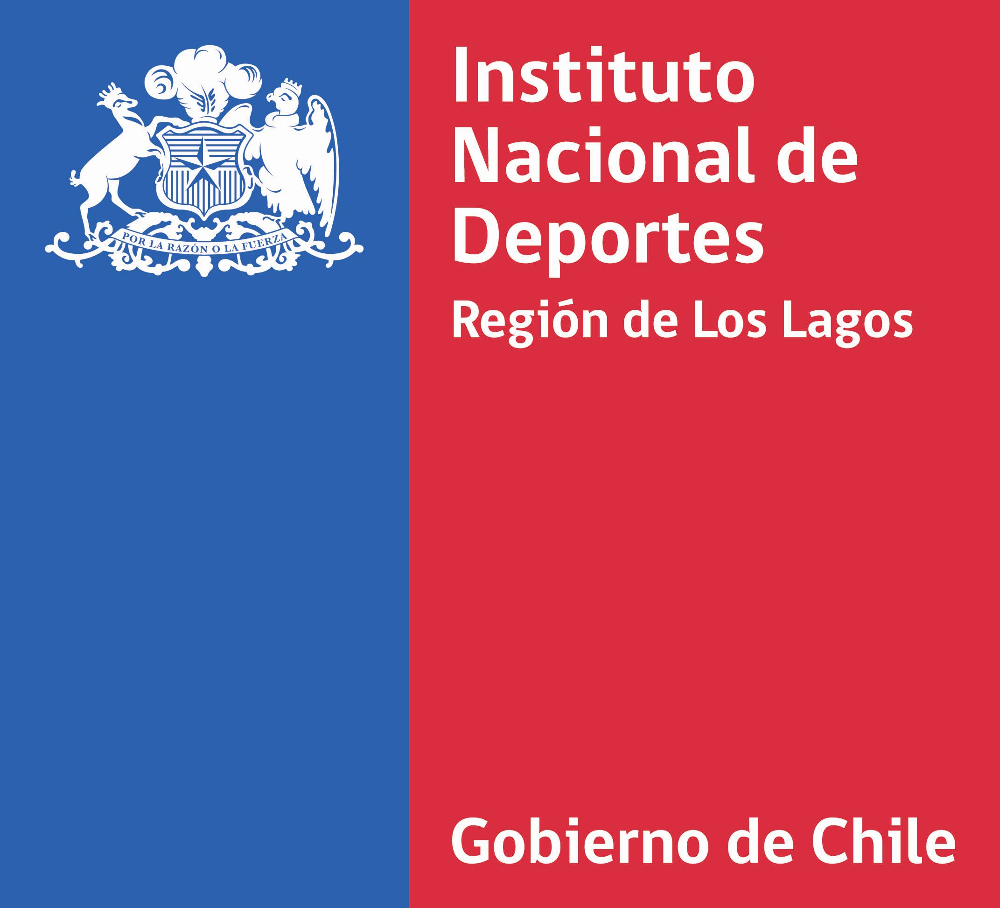 POR LA RAZÓN O LA FUERZA
Instituto
Nacional de
Deportes
Región de Los Lagos
Gobierno de Chile